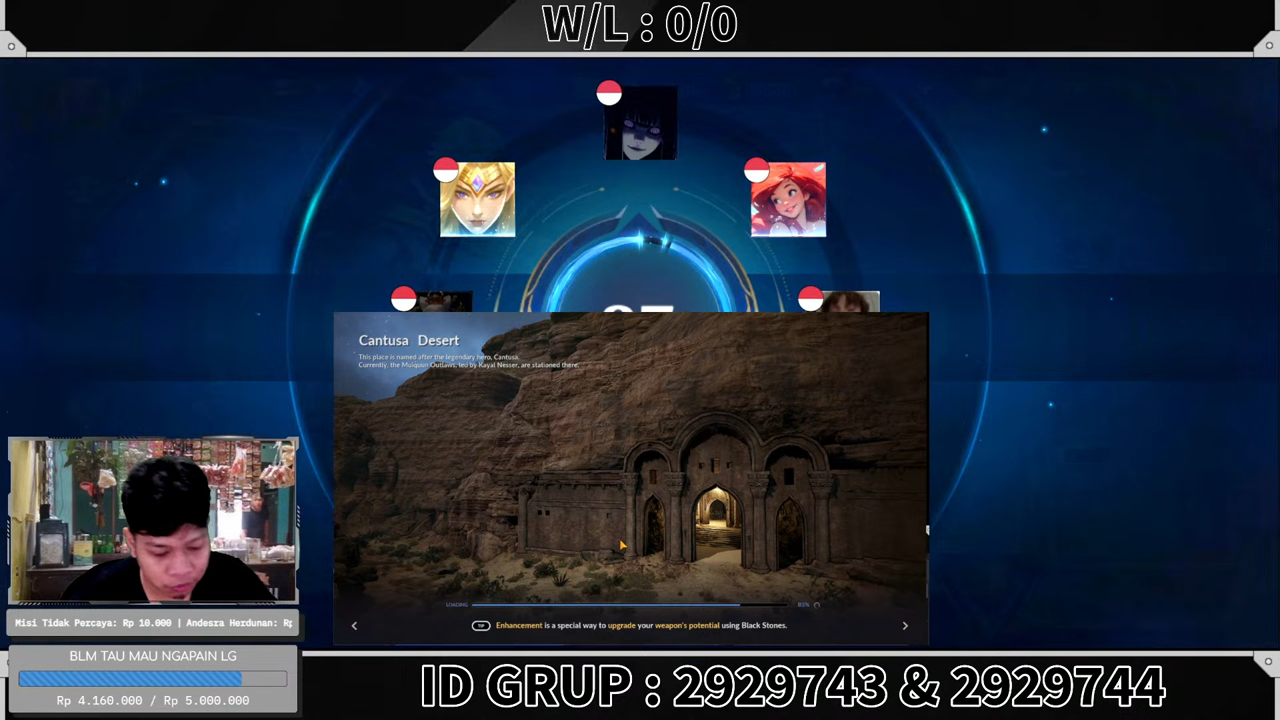 W/L : 0/0
Cantusa Desert
This place is named after the legendary hero, Cantusa.
Currently, the Muiquun Outlaws, led by Kayal Nesser, are stationed there.
LOADING
TIP Enhancement is a special way to upgrade your weapon's potential using Black Stones.
Misi Tidak Percaya: Rp 10.000 | Andesra Herdunan: Rp
BLM TAU MAU NGAPAIN LG
Rp 4.160.000 / Rp 5.000.000
ID GRUP : 2929743 & 2929744